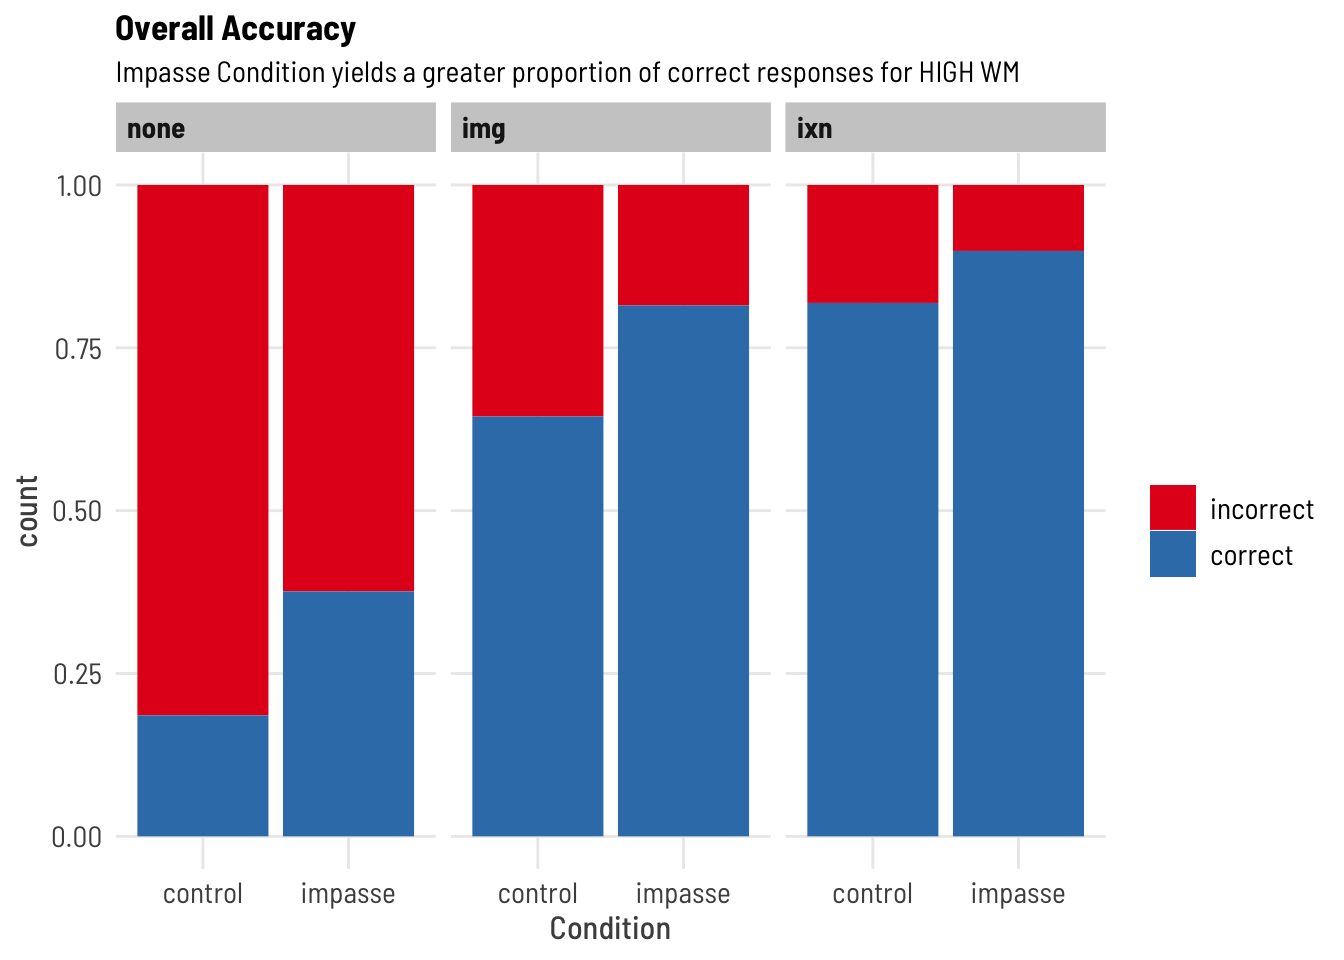 Overall Accuracy
Impasse Condition yields a greater proportion of correct responses for HIGH WM
none
img
ixn
1.00
0.75
0.50
0.25
0.00
count
control
impasse
control
impasse
control
impasse
Condition
incorrect
correct